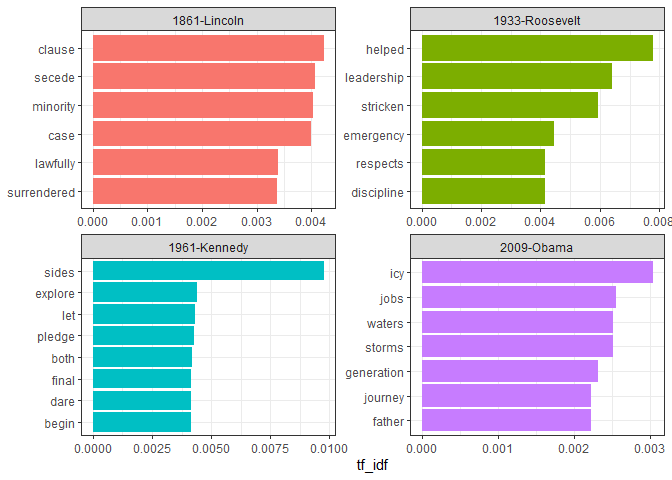 1861-Lincoln
clause
secede
minority
case
lawfully
surrendered
0.000 0.001 0.002 0.003 0.004
1933-Roosevelt
helped
leadership
stricken
emergency
respects
discipline
0.000 0.002 0.004 0.006 0.008
1961-Kennedy
sides
explore
let
pledge
both
final
dare
begin
0.0000 0.0025 0.0050 0.0075 0.0100
2009-Obama
icy
jobs
waters
storms
generation
journey
father
0.000 0.001 0.002 0.003
tf_idf